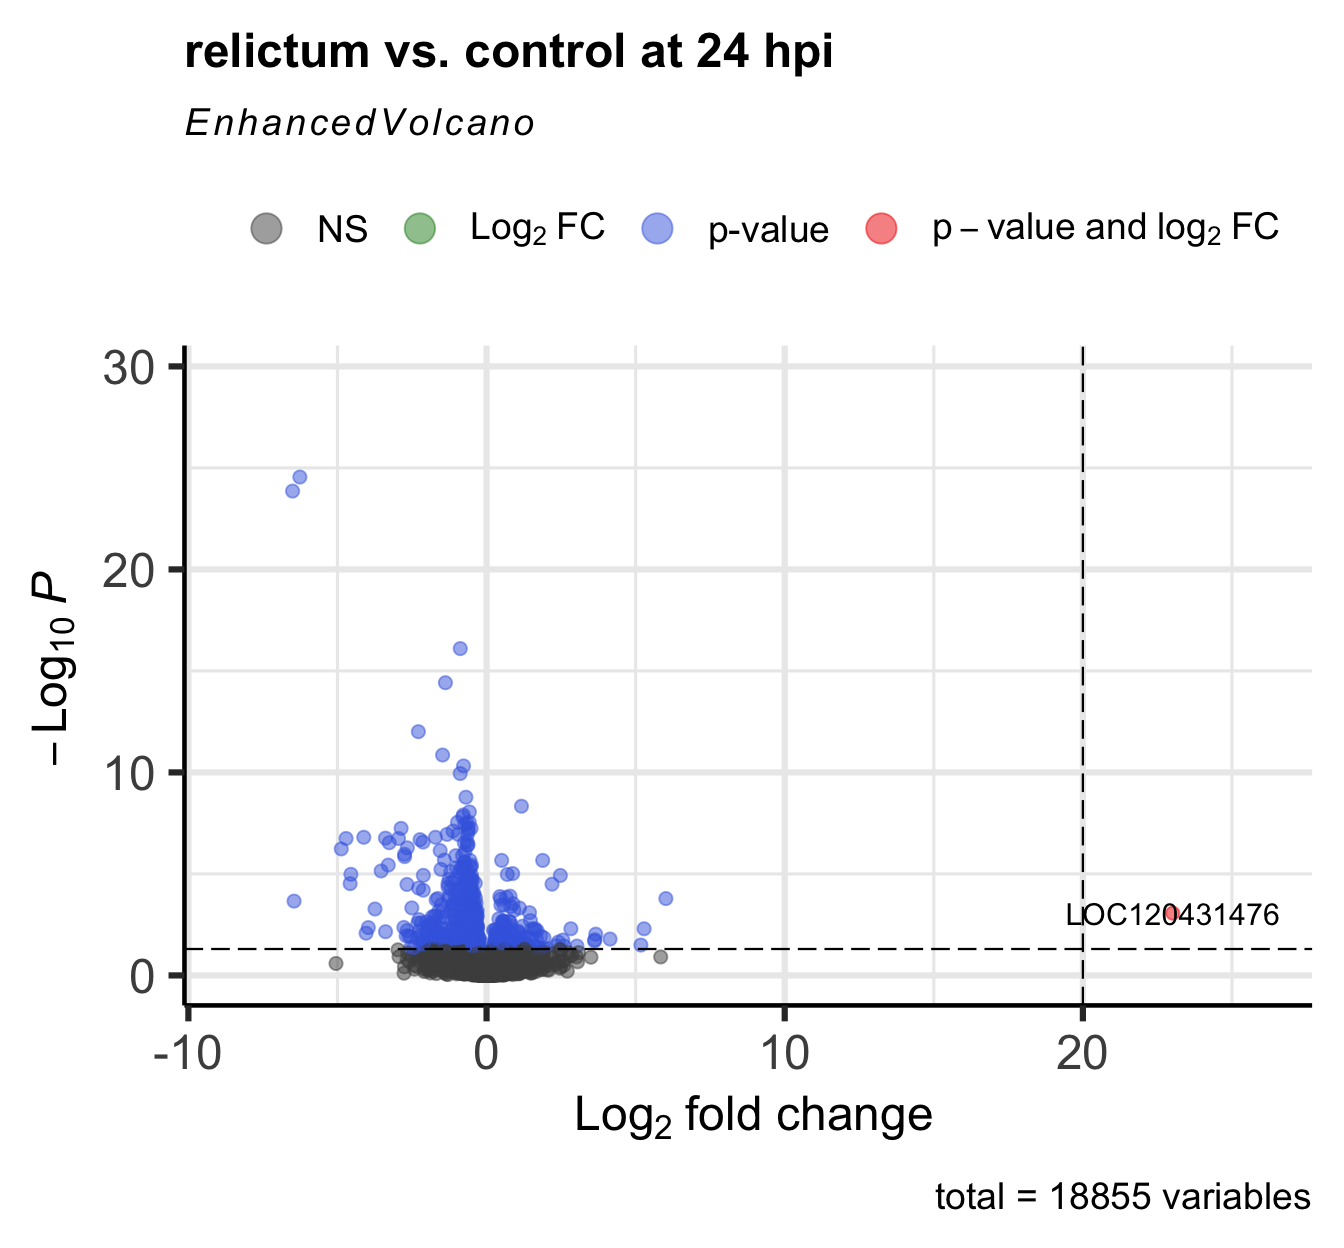 relictum vs. control at 24 hpi
EnhancedVolcano
NS Log₂ FC p-value p – value and log₂ FC
30
20
10
0
−Log₁₀ P
LOC120431476
-10 0 10 20
Log₂ fold change
total = 18855 variables